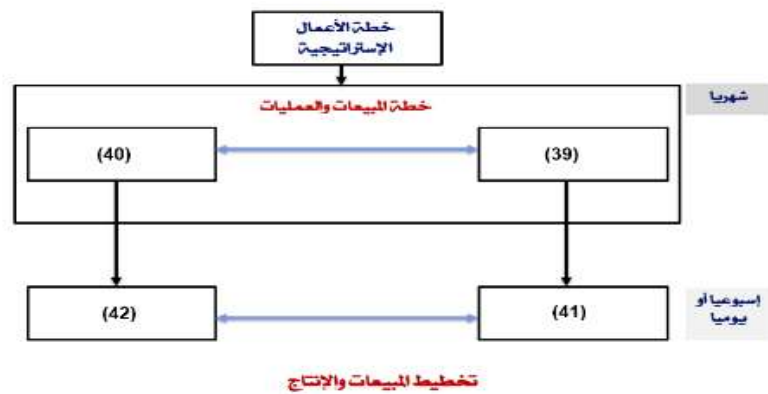 خطة الأعمال
الإستراتيجية
شهريا
خطة المبيعات والعمليات
(39)
(40)
إسبوعيا أو
يوميا
(41)
(42)
تخطيط المبيعات والإنتاج